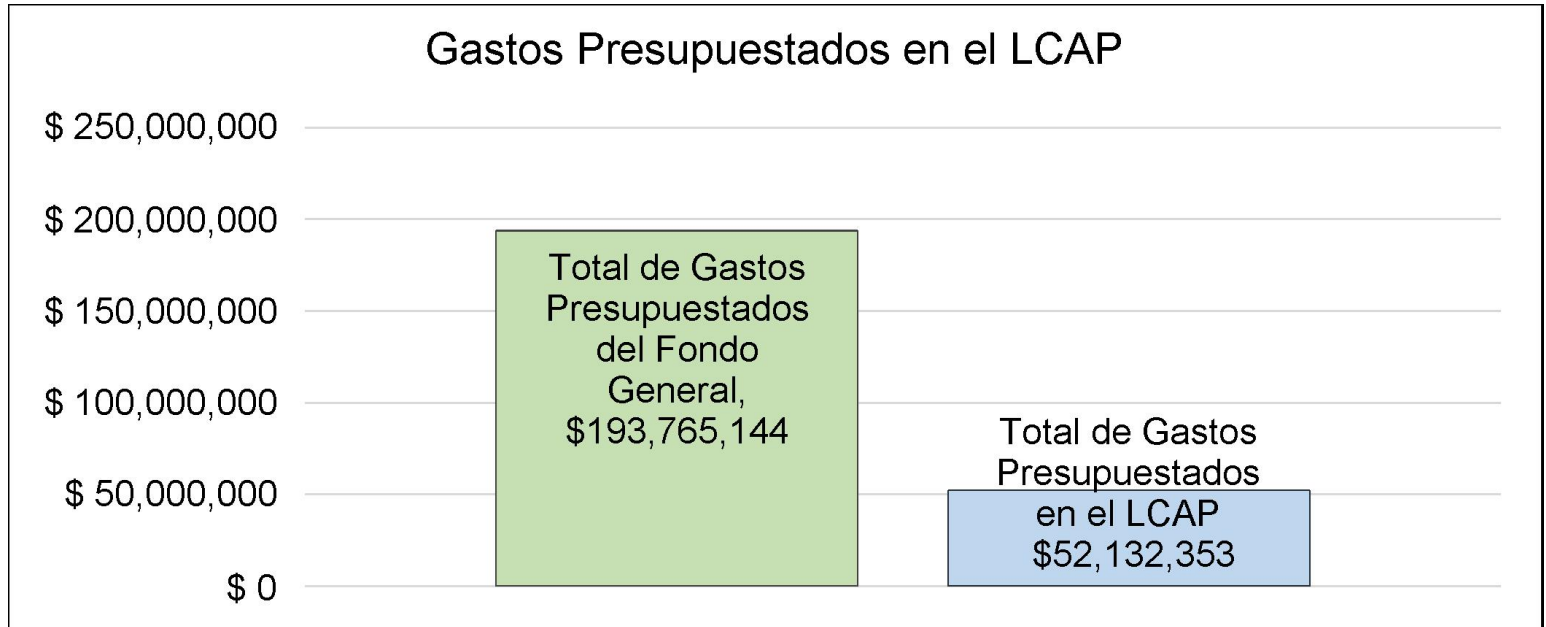 Gastos Presupuestados en el LCAP
$ 250,000,000
$ 200,000,000
$ 150,000,000
$ 100,000,000
$ 50,000,000
$ 0
Total de Gastos
Presupuestados
del Fondo
General,
$193,765,144
Total de Gastos
Presupuestados
en el LCAP
$52,132,353